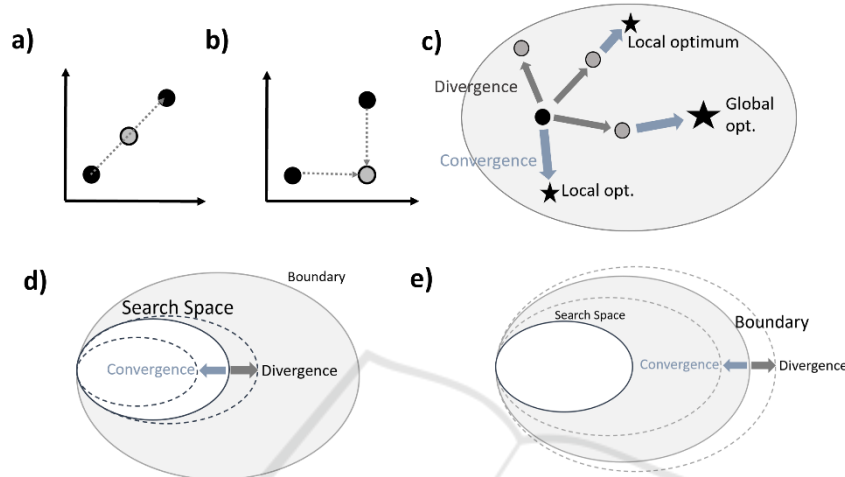 a)
b)
c)
Local optimum
Divergence
Global
opt.
Convergence
Local opt.
d)
Boundary
Search Space
Convergence
Divergence
e)
Search Space
Boundary
Convergence
Divergence